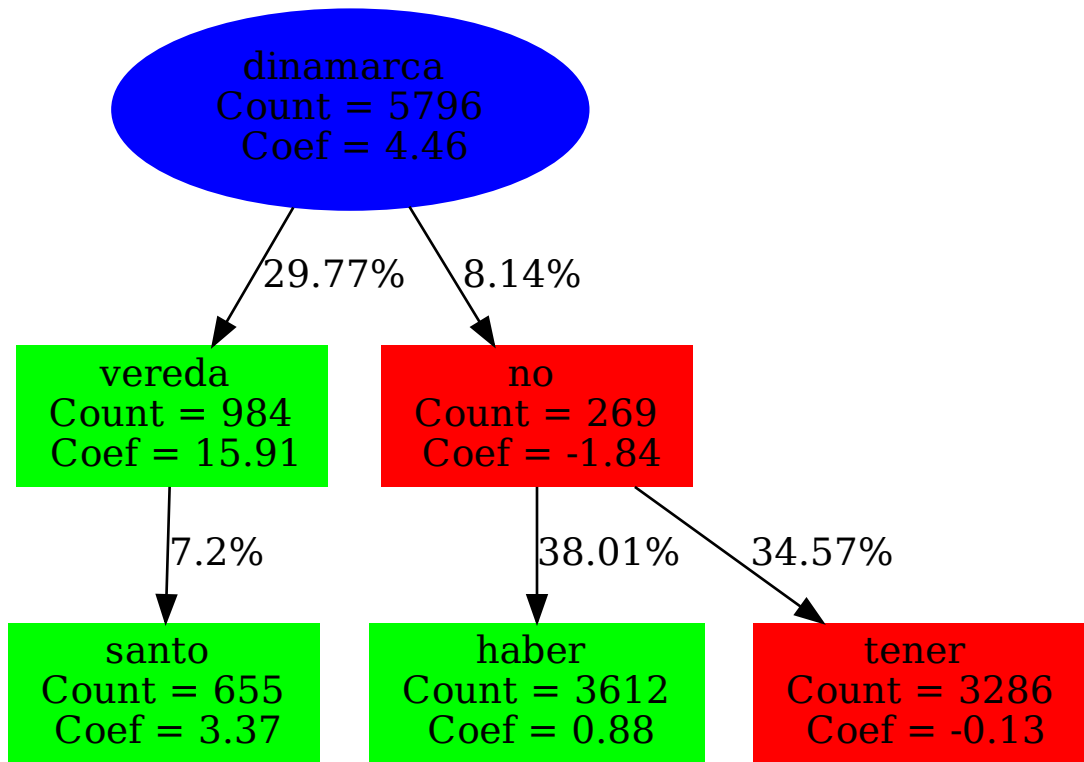 dinamarca
Count = 5796
Coef = 4.46
29.77%
8.14%
vereda
Count = 984
Coef = 15.91
no
Count = 269
Coef = -1.84
7.2%
38.01%
34.57%
santo
Count = 655
Coef = 3.37
haber
Count = 3612
Coef = 0.88
tener
Count = 3286
Coef = -0.13